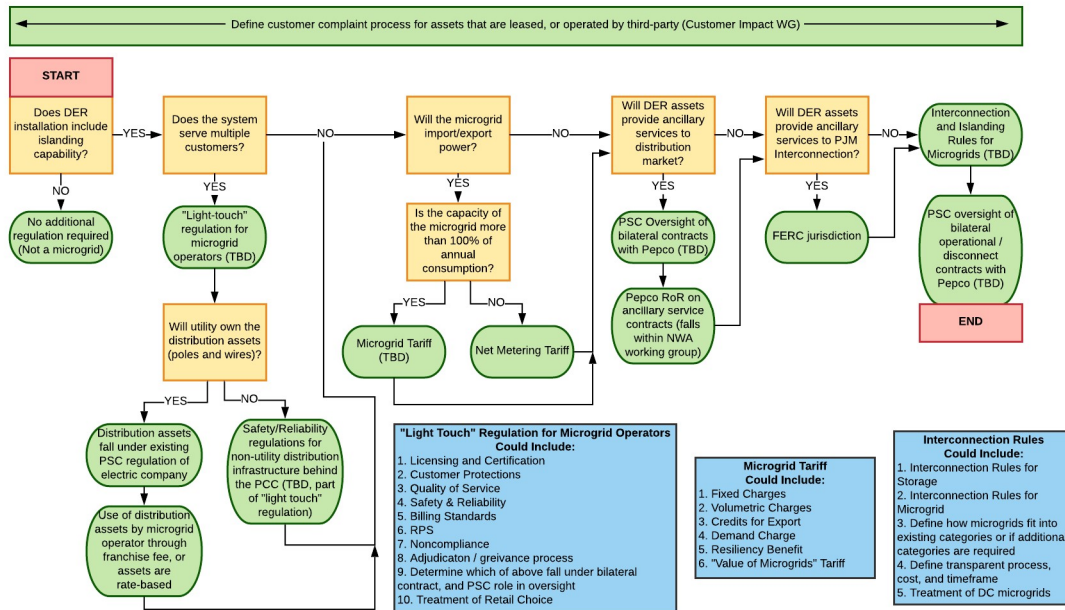 Define customer complaint process for assets that are leased, or operated by third-party (Customer Impact WG)
START
Does DER
installation include
islanding
capability?
YES
NO
No additional
regulation required
(Not a microgrid)
Does the system
serve multiple
customers?
NO
YES
"Light-touch"
regulation for
microgrid
operators (TBD)
Will utility own the
distribution assets
(poles and wires)?
YES
NO
Distribution assets
fall under existing
PSC regulation of
electric company
Use of distribution
assets by microgrid
operator through
franchise fee, or
assets are
rate-based
Safety/Reliability
regulations for
non-utility distribution
infrastructure behind
the PCC (TBD,
part of "light touch"
regulation)
Will the microgrid
import/export
power?
NO
YES
Is the capacity of
the microgrid more
than 100% of
annual
consumption?
YES
NO
Microgrid Tariff
(TBD)
Net Metering Tariff
Will DER assets
provide ancillary
services to
distribution
market?
NO
YES
PSC Oversight of
bilateral contracts
with Pepco (TBD)
Pepco RoR on
ancillary service
contracts (falls
within NWA
working group)
Will DER assets
provide ancillary
services to PJM
Interconnection?
NO
YES
FERC jurisdiction
Interconnection
and Islanding
Rules for
Microgrids (TBD)
PSC oversight of
bilateral
operational /
disconnect
contracts with
Pepco (TBD)
END
"Light Touch" Regulation for Microgrid Operators
Could Include:
1. Licensing and Certification
2. Customer Protections
3. Quality of Service
4. Safety & Reliability
5. Billing Standards
6. RPS
7. Noncompliance
8. Adjudicaton / greivance process
9. Determine which of above fall under bilateral
contract, and PSC role in oversight
10. Treatment of Retail Choice
Microgrid Tariff
Could Include:
1. Fixed Charges
2. Volumetric Charges
3. Credits for Export
4. Demand Charge
5. Resiliency Benefit
6. "Value of Microgrids" Tariff
Interconnection Rules
Could Include:
1. Interconnection Rules for
Storage
2. Interconnection Rules for
Microgrid
3. Define how microgrids fit into
existing categories or if additional
categories are required
4. Define transparent process,
cost, and timeframe
5. Treatment of DC microgrids